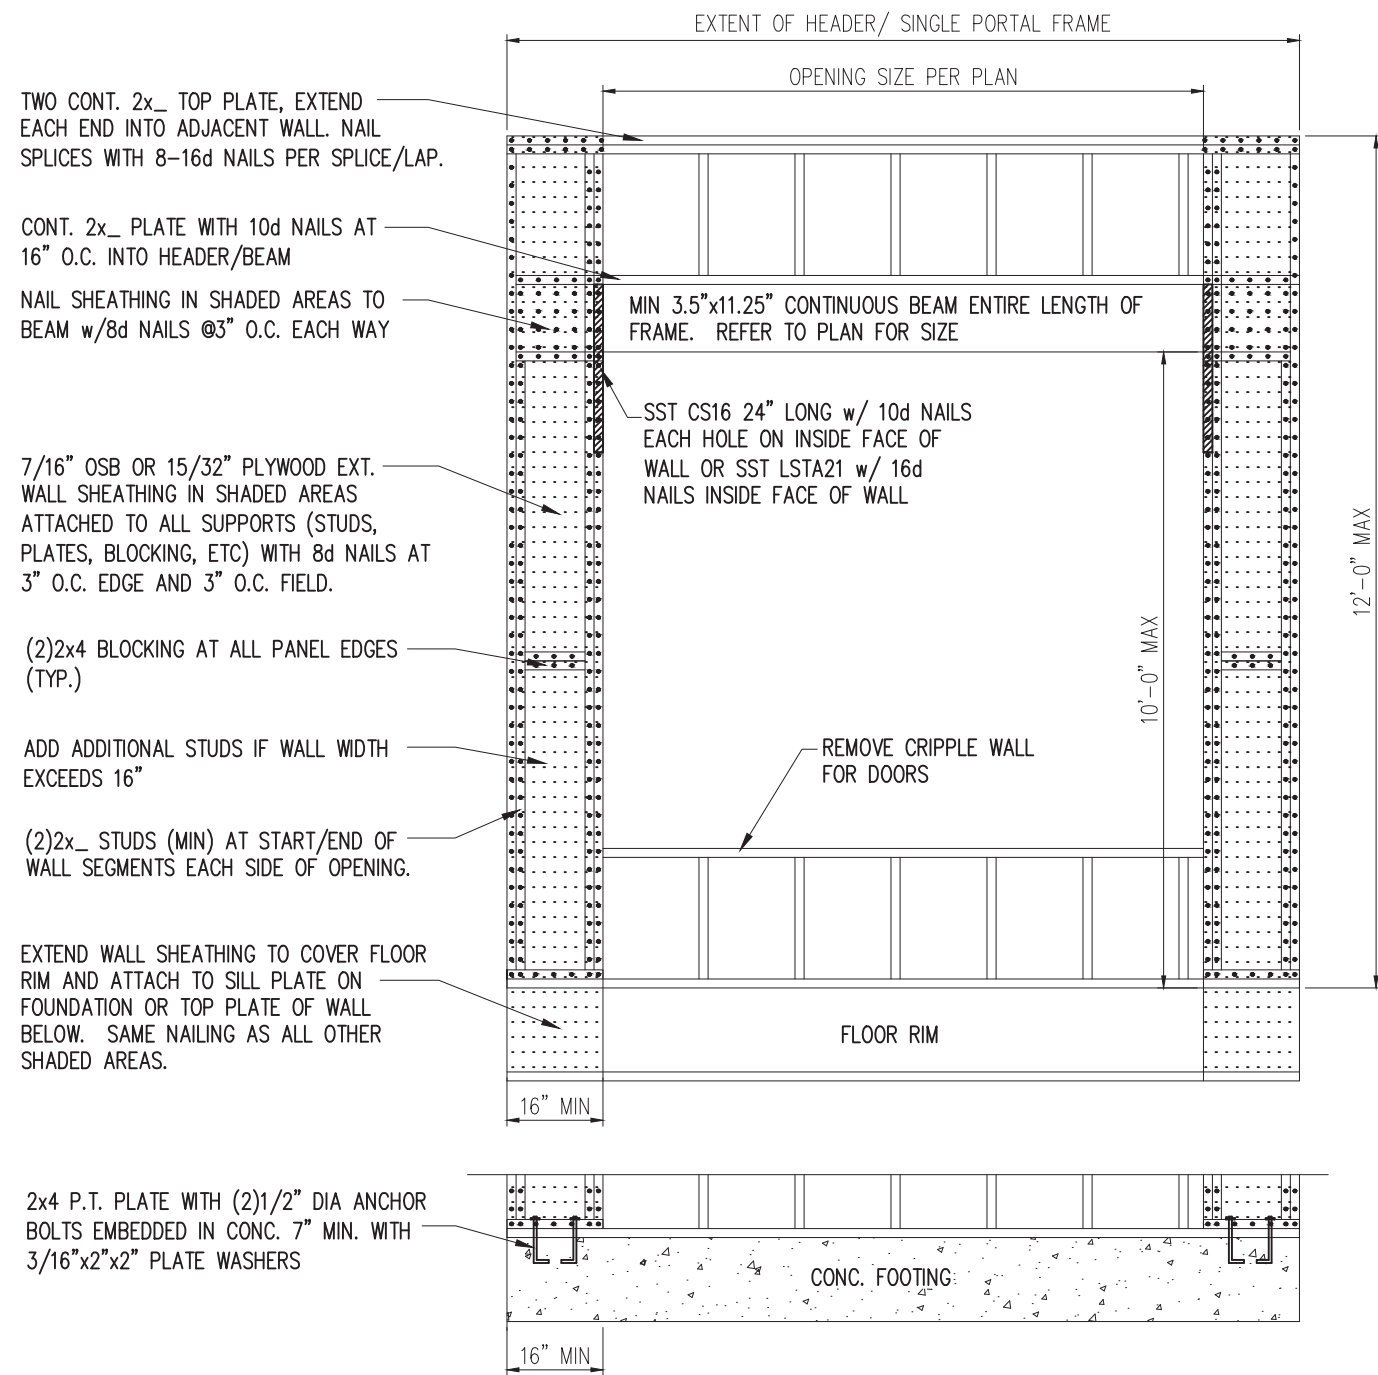 EXTENT OF HEADER/ SINGLE PORTAL FRAME
OPENING SIZE PER PLAN
TWO CONT. 2x_ TOP PLATE, EXTEND
EACH END INTO ADJACENT WALL. NAIL
SPLICES WITH 8-16d NAILS PER SPLICE/LAP.
CONT. 2x_ PLATE WITH 10d NAILS AT
16" O.C. INTO HEADER/BEAM
NAIL SHEATHING IN SHADED AREAS TO
BEAM w/8d NAILS @3" O.C. EACH WAY
MIN 3.5"x11.25" CONTINUOUS BEAM ENTIRE LENGTH OF
FRAME. REFER TO PLAN FOR SIZE
SST CS16 24" LONG w/ 10d NAILS
EACH HOLE ON INSIDE FACE OF
WALL OR SST LSTA21 w/ 16d
NAILS INSIDE FACE OF WALL
7/16" OSB OR 15/32" PLYWOOD EXT.
WALL SHEATHING IN SHADED AREAS
ATTACHED TO ALL SUPPORTS (STUDS,
PLATES, BLOCKING, ETC) WITH 8d NAILS AT
3" O.C. EDGE AND 3" O.C. FIELD.
12'-0" MAX
10'-0" MAX
(2)2x4 BLOCKING AT ALL PANEL EDGES
(TYP.)
ADD ADDITIONAL STUDS IF WALL WIDTH
EXCEEDS 16"
REMOVE CRIPPLE WALL
FOR DOORS
(2)2x_ STUDS (MIN) AT START/END OF
WALL SEGMENTS EACH SIDE OF OPENING.
EXTEND WALL SHEATHING TO COVER FLOOR
RIM AND ATTACH TO SILL PLATE ON
FOUNDATION OR TOP PLATE OF WALL
BELOW. SAME NAILING AS ALL OTHER
SHADED AREAS.
FLOOR RIM
16" MIN
2x4 P.T. PLATE WITH (2)1/2" DIA ANCHOR
BOLTS EMBEDDED IN CONC. 7" MIN. WITH
3/16"x2"x2" PLATE WASHERS
CONC. FOOTING
16" MIN